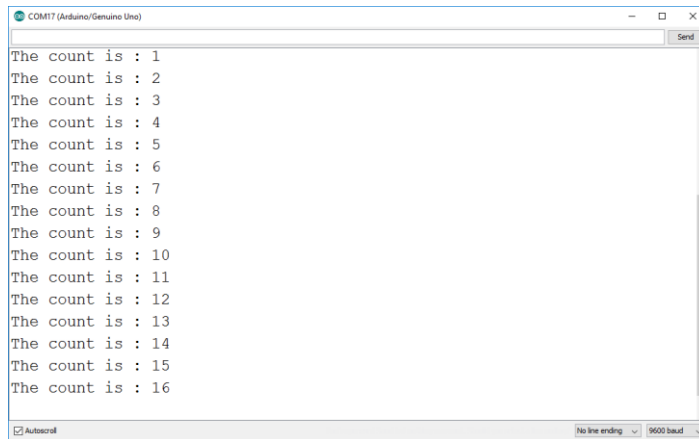 COM17 (Arduino/Genuino Uno)
Send
The count is : 1
The count is : 2
The count is : 3
The count is : 4
The count is : 5
The count is : 6
The count is : 7
The count is : 8
The count is : 9
The count is : 10
The count is : 11
The count is : 12
The count is : 13
The count is : 14
The count is : 15
The count is : 16
Autoscroll No line ending 9600 baud